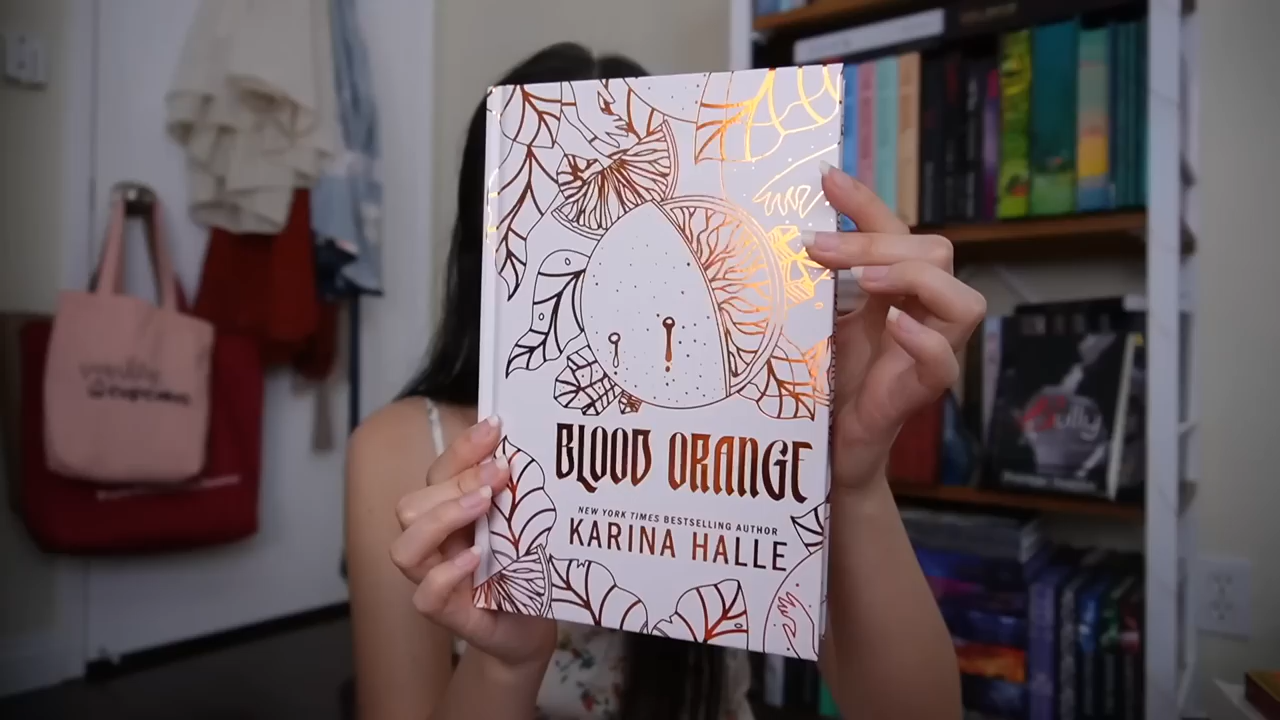 BLOOD ORANGE
NEW YORK TIMES BESTSELLING AUTHOR
KARINA HALLE